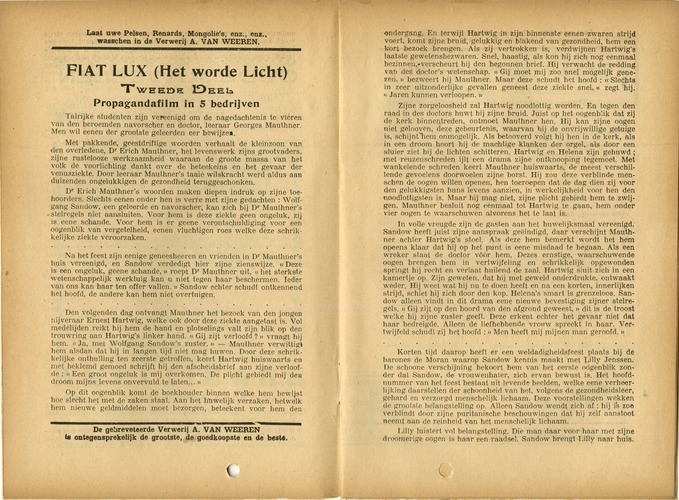 Laat uwe Pelsen, Renards, Mongolie's, enz., enz.,
wasschen in de Ververij A. VAN WEEREN.
FIAT LUX (Het worde Licht)
TWEEDE DEEL
Propagandafilm in 5 bedrijven
Talrijke studenten zijn vereenigd om de nagedachtenis te vieren
van den beroemden navorscher en doctor, leeraar Georges Mauthner.
Men wil eenen der grootste geleerden eer bewijzen.
Met pakkende, geestdriftige woorden verhaalt de kleinzoon van
den overledene, Dr Erich Mauthner, het levenswerk zijns grootvaders,
zijne rustelooze werkzaamheid waaraan de groote massa van het
volk de voorlichting dankt over de beteekenis en het gevaar der
venusziekte. Door leeraar Mauthner's taaie wilskracht werd aldus aan
duizenden ongelukkigen de gezondheid teruggeschonken.
Dr Erich Mauthner's woorden maken diepen indruk op zijne toe-
hoorders. Slechts eenen onder hen is verre met zijne gedachten : Wolf-
gang Sandow, een geleerde en navorscher, kan zich bij Dr Mauthner's
stelregels niet aansluiten. Voor hem is deze ziekte geen ongeluk, zij
is eene schande. Voor hem is er geene verontschuldiging voor een
oogenblik van vergetelheid, eenen vluchtigen roes welke deze schrik-
kelijke ziekte veroorzaken.
Na het feest zijn eenige geneesheeren en vrienden in Dr Mauthner's
huis vereenigd, en Sandow verdedigt hier zijne zienswijze. « Deze
is een ongeluk, geene schande, » roept Dr Mauthner uit, « het sterkste
wetenschappelijk werktuig kan u niet tegen haar beschermen. Ieder
van ons kan haar ten offer vallen. » Sandow echter schudt ontkennend
het hoofd, de andere kan hem niet overtuigen.
Den volgenden dag ontvangt Mauthner het bezoek van den jongen
nijveraar Ernest Hartwig, welke ook door deze ziekte aangetast is. Vol
medelijden reikt hij hem de hand en plotselings valt zijn blik op den
trouwring aan Hartwig's linker hand. « Gij zijt verloofd ? » vraagt hij
hem. « Ja, met Wolfgang Sandow's zuster. » — Mauthner verwittigt
hem alsdan dat hij in langen tijd niet mag huwen. Door deze schrik-
kelijke onthulling ten zeerste getroffen, keert Hartwig huiswaarts en
met beklemd gemoed schrijft hij den afscheidsbrief aan zijne verloof-
de : « Een groot ongeluk is mij overkomen. De plicht gebiedt mij den
droom mijns levens onvervuld te laten... »
Op dit oogenblik komt de boekhouder binnen welke hem bewijst
hoe slecht het met de zaken staat. Aan het huwelijk verzaken, hetwelk
hem nieuwe geldmiddelen moet bezorgen, beteekent voor hem den
De gebreveteerde Ververij A. VAN WEEREN
is ontegensprekelijk de grootste, de goedkoopste en de beste.
ondergang. En terwijl Hartwig in zijn binnenste eenen zwaren strijd
voert, komt zijne bruid, gelukkig en blakend van gezondheid, hem een
kort bezoek brengen. Als zij vertrokken is, verdwijnen Hartwig's
laatste gewetensbezwaren. Snel, haastig, als kon hij zich nog eenmaal
bezinnen, verscheurt hij den begonnen brief. Hij verwacht de redding
van des doctor's wetenschap. « Gij moet mij zoo snel mogelijk gene-
zen, » bezweert hij Mauthner. Maar deze schudt het hoofd : « Slechts
in zeer uitzonderlijke gevallen geneest deze ziekte snel, » zegt hij.
« Jaren kunnen verloopen. »
Zijne zorgeloosheid zal Hartwig noodlottig worden. En tegen den
raad in des doctors huwt hij zijne bruid. Juist op het oogenblik dat zij
de kerk binnentreden, ontmoet Mauthner hen. Hij kan zijne oogen
niet gelooven, deze gebeurtenis, waarvan hij de onvrijwillige getuige
is, schijnt hem onmogelijk. Als betooverd volgt hij hen in de kerk, als
in een droom hoort hij de machtige klanken der orgel, als door een
sluier ziet hij de lichten schitteren. Hartwig en Helena zijn gehuwd ;
met reuzenschreden ijlt een drama zijne ontknooping tegemoet. Met
wankelende schreden keert Mauthner huiswaarts, de meest verschil-
lende gevoelens doorwoelen zijne borst. Hij zou deze verblinde men-
schen de oogen willen openen, hen toeroepen dat de dag dien zij voor
den gelukkigsten huns levens aanzien, in werkelijkheid voor hen den
noodlottigsten is. Maar hij mag niet, zijne plicht gebiedt hem te zwij-
gen. Mauthner besluit nog eenmaal tot Hartwig te gaan, hem onder
vier oogen te waarschuwen alvorens het te laat is.
In volle vreugde zijn de gasten aan het huwelijksmaal vereenigd.
Sandow heeft juist zijne aanspraak geëindigd, daar verschijnt Mauth-
ner achter Hartwig's stoel. Als deze hem bemerkt wordt het hem
opeens klaar dat hij op het punt is eene misdaad te begaan. Als een
wreker staat de doctor vóór hem. Dezes ernstige, waarschuwende
oogen brengen hem in vertwijfeling en schrikkelijk opgewonden
springt hij recht en verlaat huilend de zaal. Hartwig sluit zich in een
kamertje op. Zijn geweten, dat hij met geweld onderdrukte, ontwaakt
weder. Hij weet wat hij nu te doen heeft en na een korten, innerlijken
strijd, schiet hij zich door den kop. Helena's smart is grenzeloos. San-
dow alleen vindt in dit drama eene nieuwe bevestiging zijner stelre-
gels. « Gij zijt op den boord van den afgrond geweest, » dit is de troost
welke hij zijne zuster geeft. Deze erkent echter het gevaar niet dat
haar bedreigde. Alleen de liefhebbende vrouw spreekt in haar. Ver-
twijfeld schudt zij het hoofd : « Men heeft mij mijnen man geroofd. »
Korten tijd daarop heeft er een weldadigheidsfeest plaats bij de
barones de Moran waarop Sandow kennis maakt met Lilly Jenssen.
De schoone verschijning bekoort hem van het eerste oogenblik zon-
der dat Sandow, de vrouwenhater, zich ervan bewust is. Het hoofd-
nummer van het feest bestaat uit levende beelden, welke eene verheer-
lijking daarstellen der schoonheid van het, volgens de gezondheidsleer,
gehard en verzorgd menschelijk lichaam. Deze voorstellingen wekken
de grootste belangstelling op. Alleen Sandow wendt zich af : hij is zoo
verblindt door zijne puriteinsche beschouwingen dat hij zelf aanstoot
neemt aan de reinheid van het menschelijk lichaam.
Lilly luistert vol belangstelling. Die man daar voor haar met zijne
droomerige oogen is haar een raadsel. Sandow brengt Lilly naar huis.